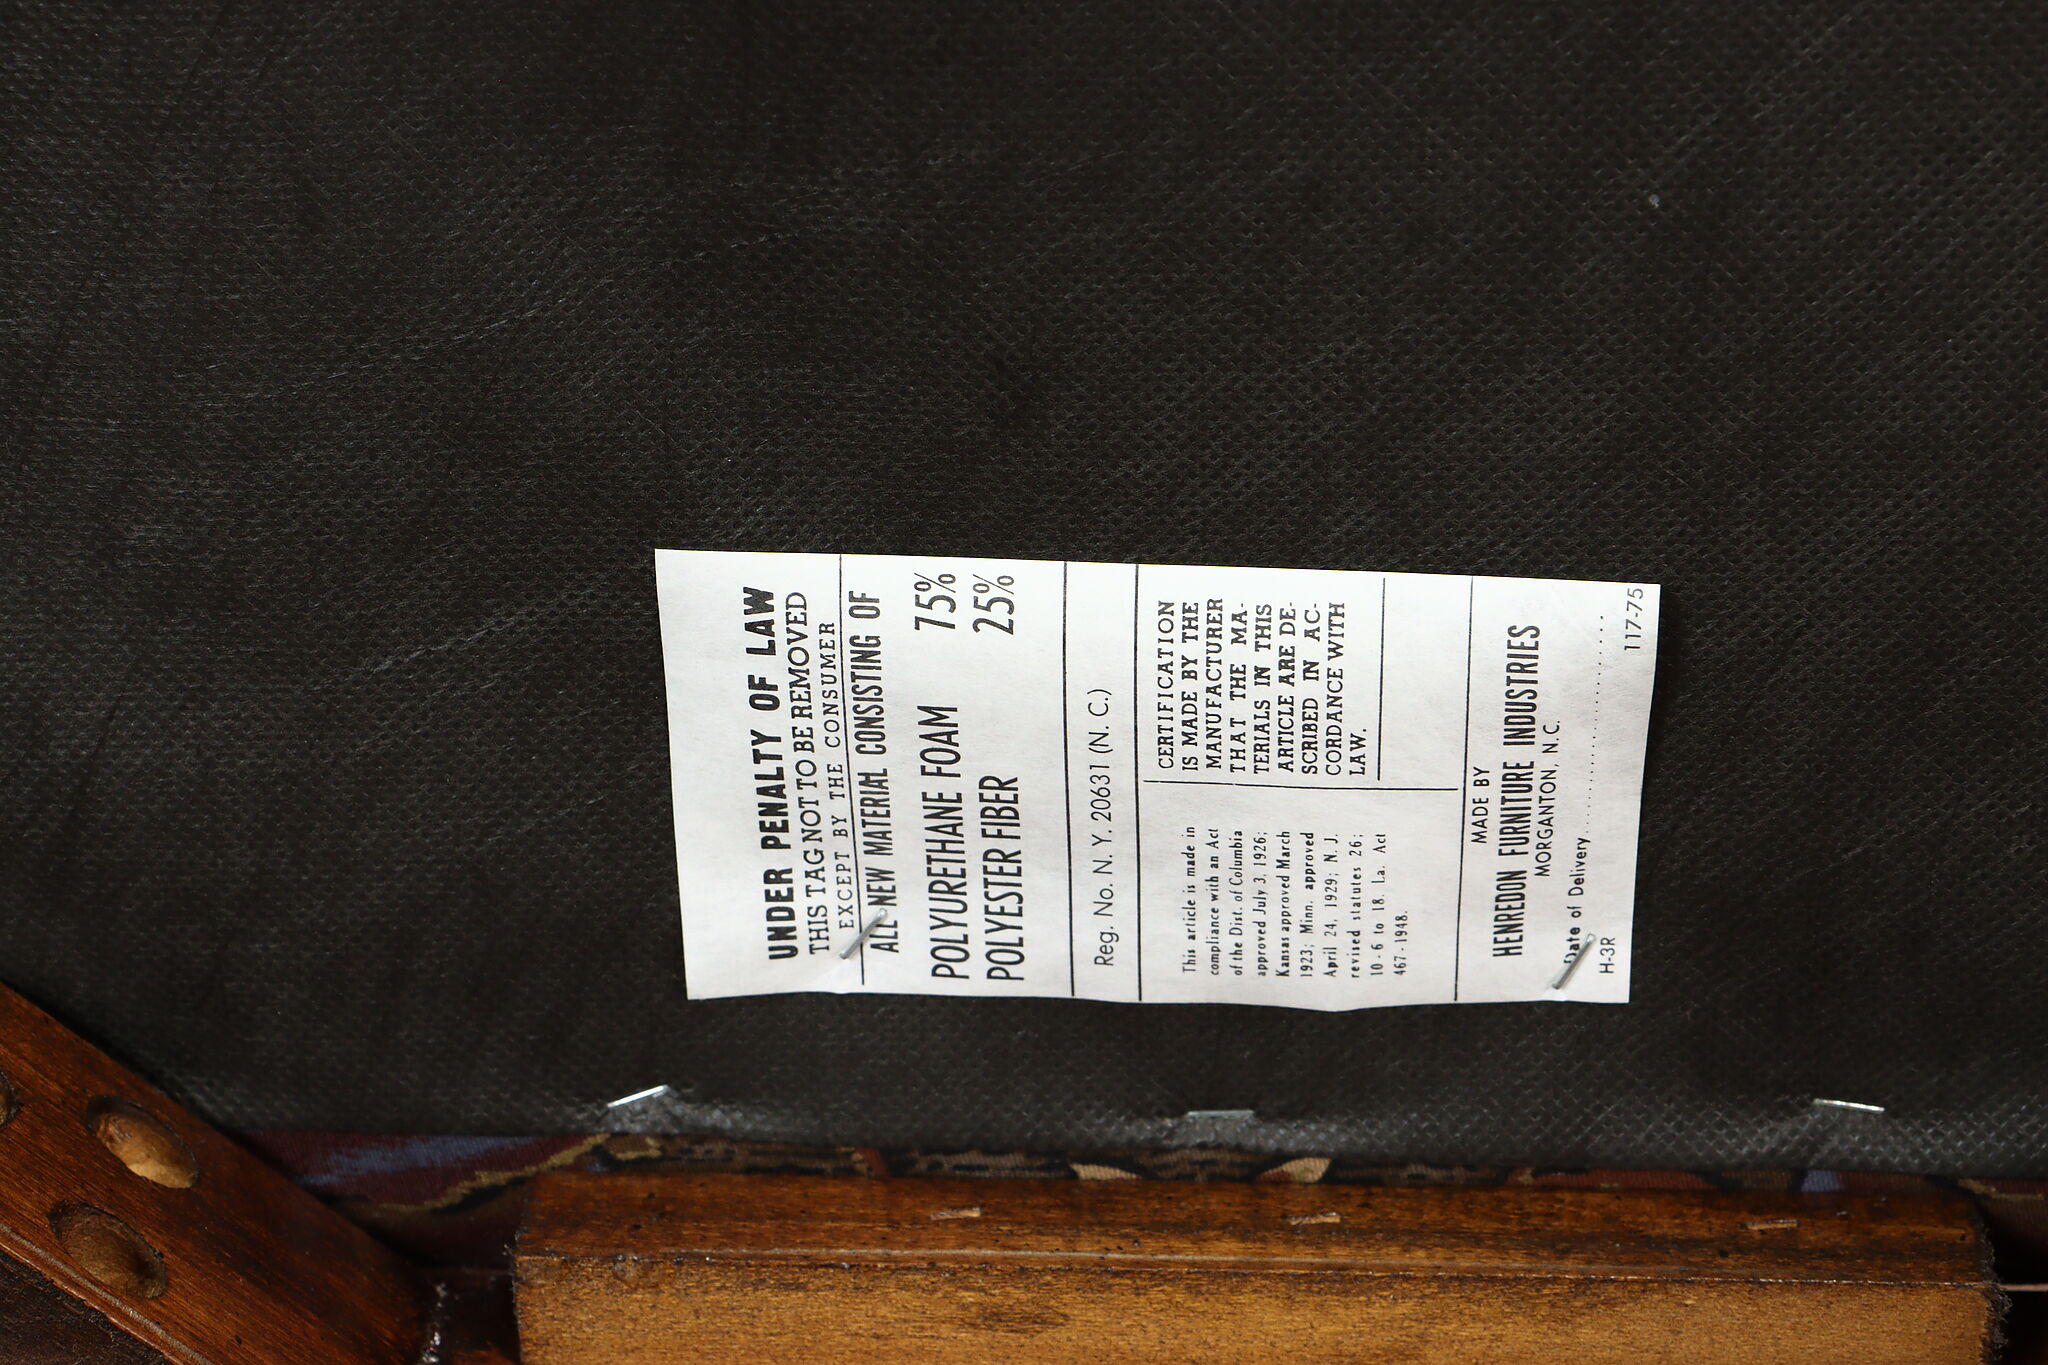 UNDER PENALTY OF LAW
THIS TAG NOT TO BE REMOVED
EXCEPT BY THE CONSUMER
ALL NEW MATERIAL CONSISTING OF
POLYURETHANE FOAM 75%
POLYESTER FIBER 25%
Reg. No. N. Y. 20631 (N. C.)
This article is made in
compliance with an Act
of the Dist. of Columbia
approved July 3, 1926;
Kansas approved March
1923; Minn. approved
April 24, 1929; N. J.
revised statutes 26;
10 - 6 to 18. La. Act
467 - 1948.
CERTIFICATION
IS MADE BY THE
MANUFACTURER
THAT THE MA-
TERIALS IN THIS
ARTICLE ARE DE-
SCRIBED IN AC-
CORDANCE WITH
LAW.
MADE BY
HENREDON FURNITURE INDUSTRIES
MORGANTON, N.C.
Date of Delivery..............................
H-3R 117-75